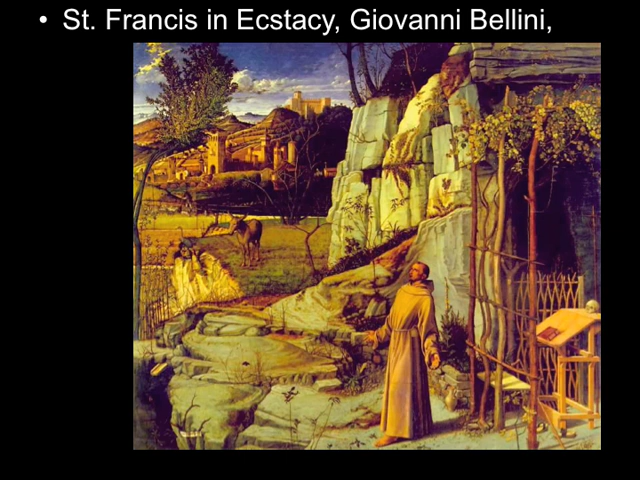 • St. Francis in Ecstacy, Giovanni Bellini,